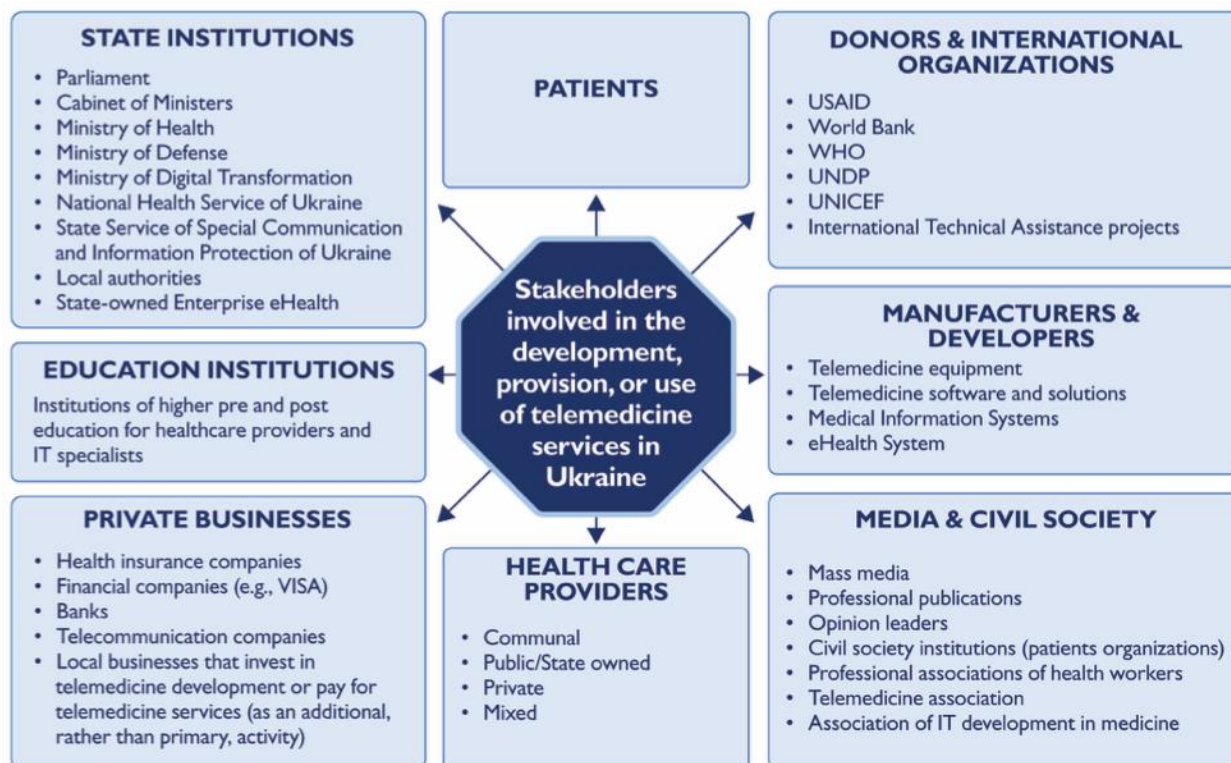 STATE INSTITUTIONS
• Parliament
• Cabinet of Ministers
• Ministry of Health
• Ministry of Defense
• Ministry of Digital Transformation
• National Health Service of Ukraine
• State Service of Special Communication
and Information Protection of Ukraine
• Local authorities
• State-owned Enterprise eHealth
PATIENTS
DONORS & INTERNATIONAL
ORGANIZATIONS
• USAID
• World Bank
• WHO
• UNDP
• UNICEF
• International Technical Assistance projects
EDUCATION INSTITUTIONS
Institutions of higher pre and post
education for healthcare providers and
IT specialists
Stakeholders
involved in the
development,
provision, or use
of telemedicine
services in
Ukraine
MANUFACTURERS &
DEVELOPERS
• Telemedicine equipment
• Telemedicine software and solutions
• Medical Information Systems
• eHealth System
PRIVATE BUSINESSES
• Health insurance companies
• Financial companies (e.g., VISA)
• Banks
• Telecommunication companies
• Local businesses that invest in
telemedicine development or pay for
telemedicine services (as an additional,
rather than primary, activity)
HEALTH CARE
PROVIDERS
• Communal
• Public/State owned
• Private
• Mixed
MEDIA & CIVIL SOCIETY
• Mass media
• Professional publications
• Opinion leaders
• Civil society institutions (patients organizations)
• Professional associations of health workers
• Telemedicine association
• Association of IT development in medicine